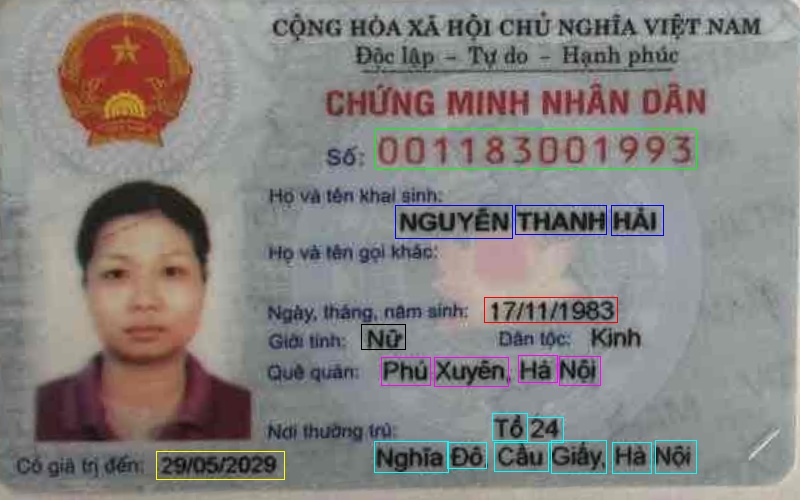 CỘNG HÒA XÃ HỘI CHỦ NGHĨA VIỆT NAM
Độc lập - Tự do - Hạnh phúc
CHỨNG MINH NHÂN DÂN
Số: 001183001993
Họ và tên khai sinh:
NGUYỄN THANH HẢI
Họ và tên gọi khác:
Ngày, tháng, năm sinh: 17/11/1983
Giới tính: Nữ Dân tộc: Kinh
Quê quán: Phú Xuyên, Hà Nội
Nơi thường trú: Tổ 24
Nghĩa Đô, Cầu Giấy, Hà Nội
Có giá trị đến: 29/05/2029